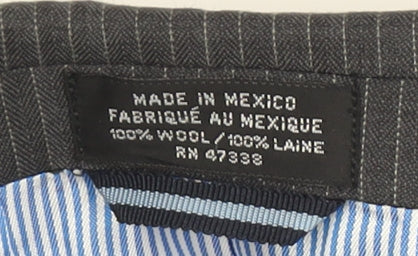 MADE IN MEXICO
FABRIQUÉ AU MEXIQUE
100% WOOL/100% LAINE
RN 47338